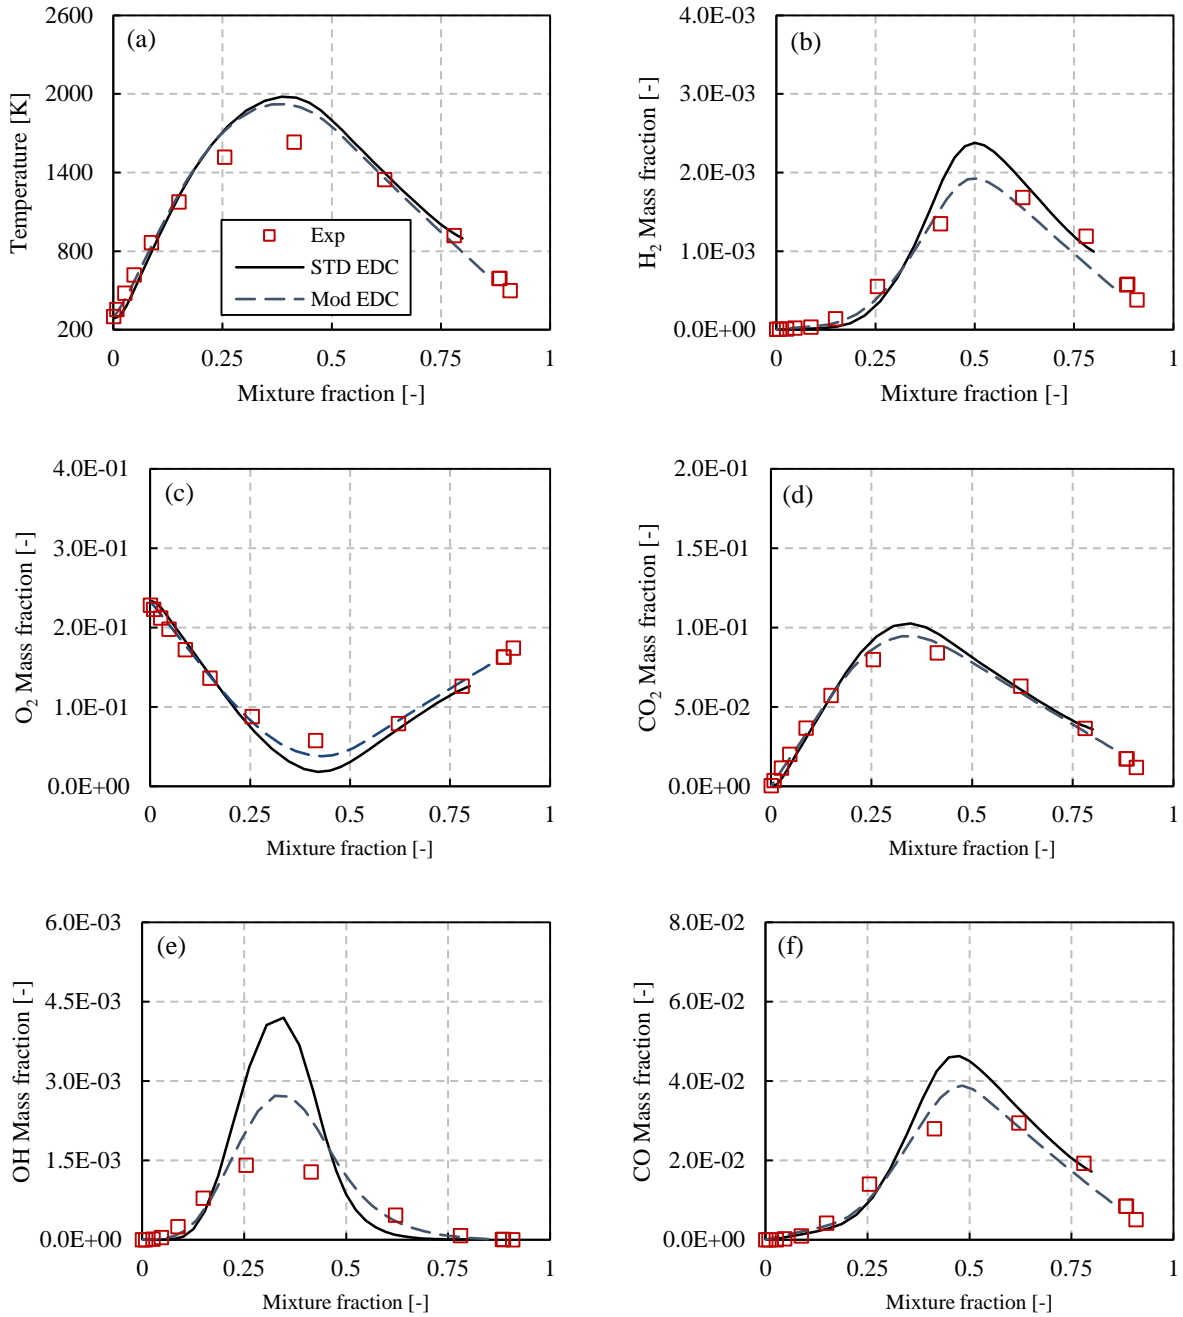 (a)
Temperature [K]
2600
2000
1400
800
200
0 0.25 0.5 0.75 1
Mixture fraction [-]
Exp
STD EDC
Mod EDC
(b)
H2 Mass fraction [-]
4.0E-03
3.0E-03
2.0E-03
1.0E-03
0.0E+00
0 0.25 0.5 0.75 1
Mixture fraction [-]
(c)
O2 Mass fraction [-]
4.0E-01
3.0E-01
2.0E-01
1.0E-01
0.0E+00
0 0.25 0.5 0.75 1
Mixture fraction [-]
(d)
CO2 Mass fraction [-]
2.0E-01
1.5E-01
1.0E-01
5.0E-02
0.0E+00
0 0.25 0.5 0.75 1
Mixture fraction [-]
(e)
OH Mass fraction [-]
6.0E-03
4.5E-03
3.0E-03
1.5E-03
0.0E+00
0 0.25 0.5 0.75 1
Mixture fraction [-]
(f)
CO Mass fraction [-]
8.0E-02
6.0E-02
4.0E-02
2.0E-02
0.0E+00
0 0.25 0.5 0.75 1
Mixture fraction [-]